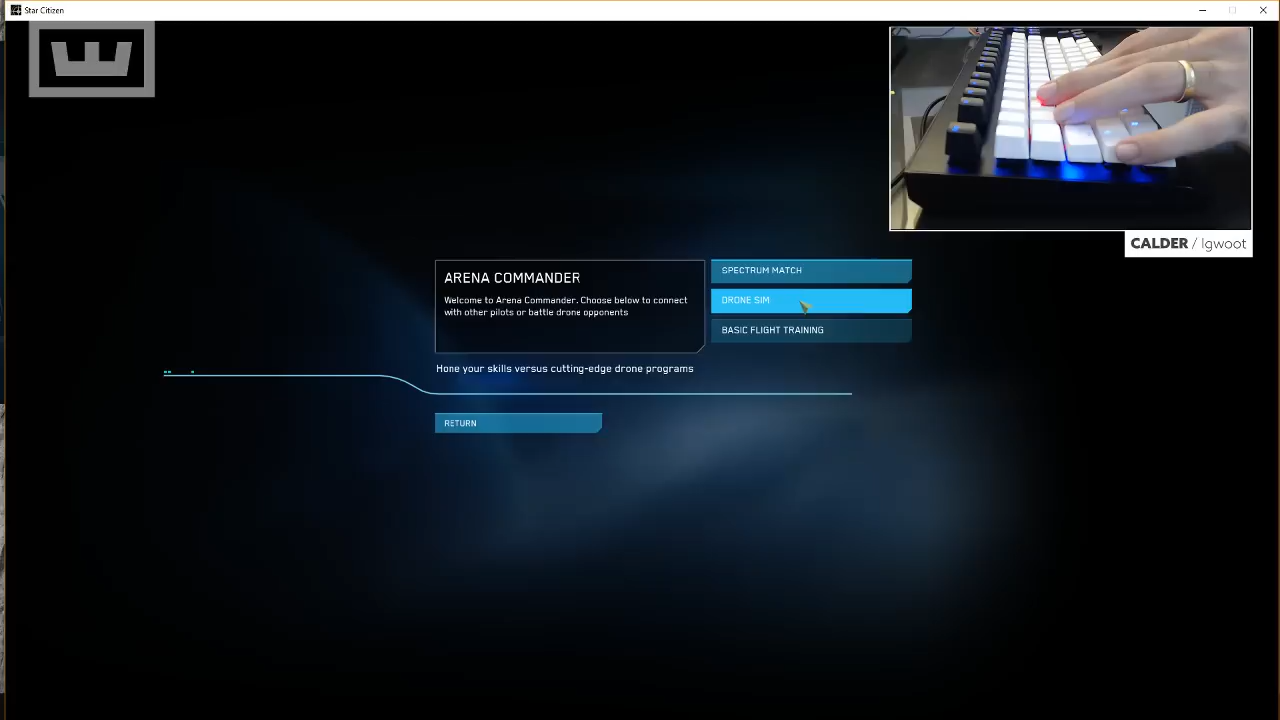 Star Citizen
CALDER / lgwoot
ARENA COMMANDER
Welcome to Arena Commander. Choose below to connect
with other pilots or battle drone opponents
SPECTRUM MATCH
DRONE SIM
BASIC FLIGHT TRAINING
Hone your skills versus cutting-edge drone programs
RETURN